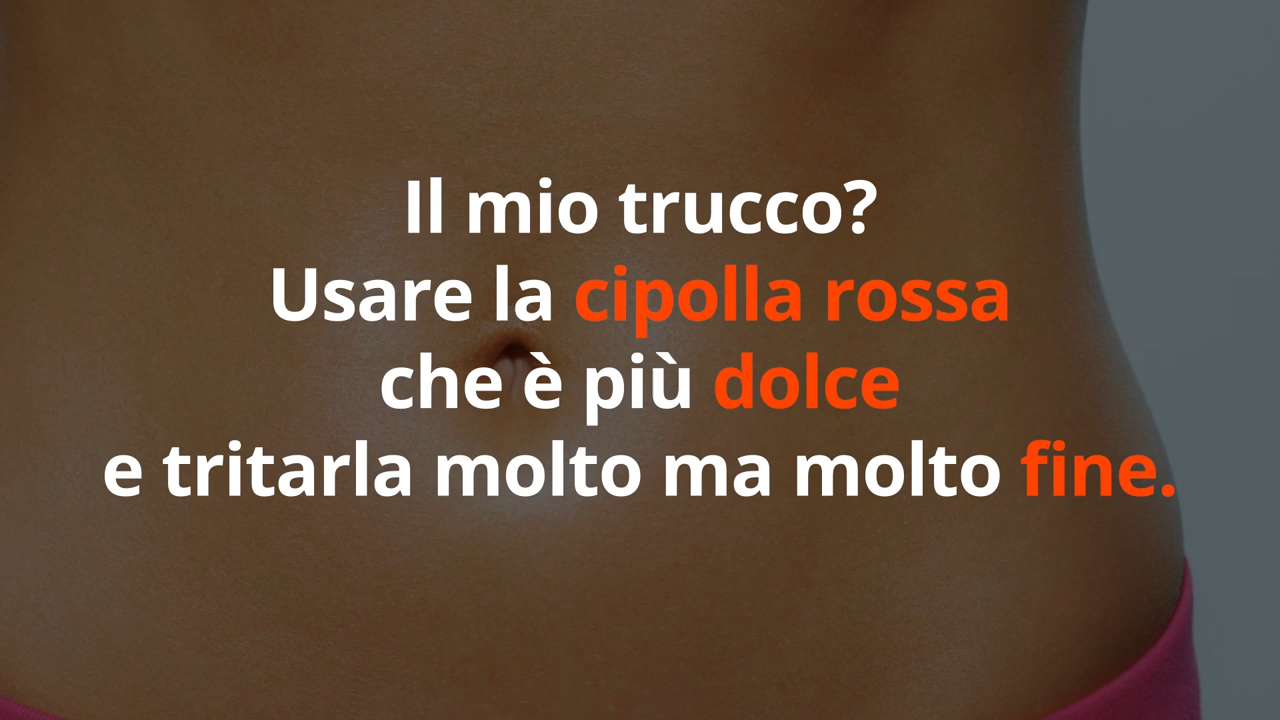 Il mio trucco?
Usare la cipolla rossa
che è più dolce
e tritarla molto ma molto fine.